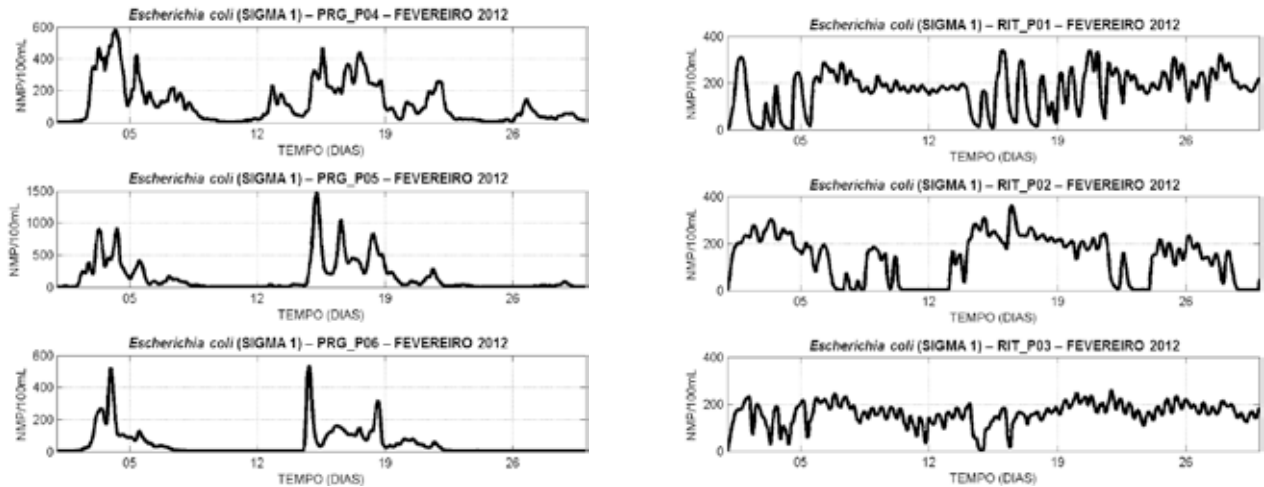 Escherichia coli (SIGMA 1) – PRG_P04 – FEVEREIRO 2012
NMP/100mL
600
400
200
0
05 12 19 26
TEMPO (DIAS)
Escherichia coli (SIGMA 1) – PRG_P05 – FEVEREIRO 2012
NMP/100mL
1500
1000
500
0
05 12 19 26
TEMPO (DIAS)
Escherichia coli (SIGMA 1) – PRG_P06 – FEVEREIRO 2012
NMP/100mL
600
400
200
0
05 12 19 26
TEMPO (DIAS)
Escherichia coli (SIGMA 1) – RIT_P01 – FEVEREIRO 2012
NMP/100mL
400
200
0
05 12 19 26
TEMPO (DIAS)
Escherichia coli (SIGMA 1) – RIT_P02 – FEVEREIRO 2012
NMP/100mL
400
200
0
05 12 19 26
TEMPO (DIAS)
Escherichia coli (SIGMA 1) – RIT_P03 – FEVEREIRO 2012
NMP/100mL
400
200
0
05 12 19 26
TEMPO (DIAS)